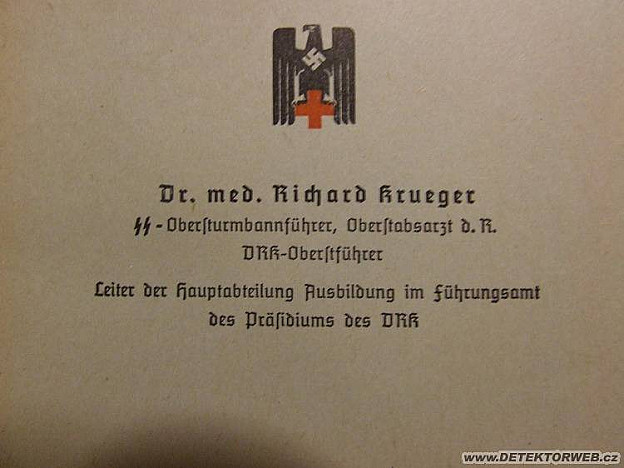 Dr. med. Richard Krueger
SS-Obersturmbannführer, Oberstabsarzt d. R.
DRK-Oberstführer
Leiter der Hauptabteilung Ausbildung im Führungsamt
des Präsidiums des DRK
www.DETEKTORWEB.cz